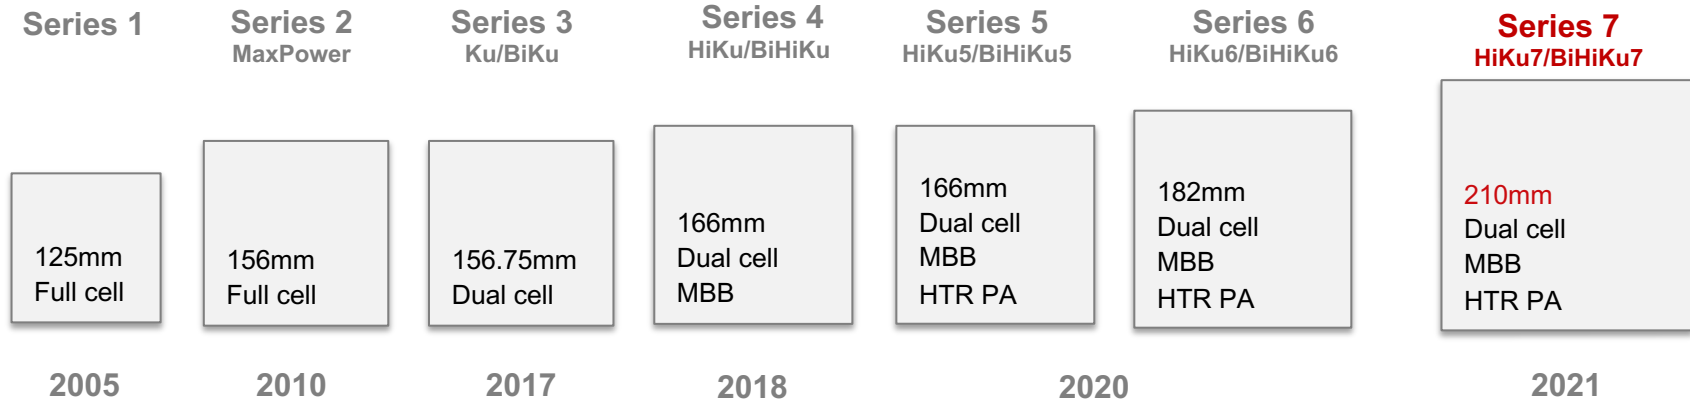 Series 1
Series 2
MaxPower
Series 3
Ku/BiKu
Series 4
HiKu/BiHiKu
Series 5
HiKu5/BiHiKu5
Series 6
HiKu6/BiHiKu6
Series 7
HiKu7/BiHiKu7
125mm
Full cell
156mm
Full cell
156.75mm
Dual cell
166mm
Dual cell
MBB
166mm
Dual cell
MBB
HTR PA
182mm
Dual cell
MBB
HTR PA
210mm
Dual cell
MBB
HTR PA
2005
2010
2017
2018
2020
2021